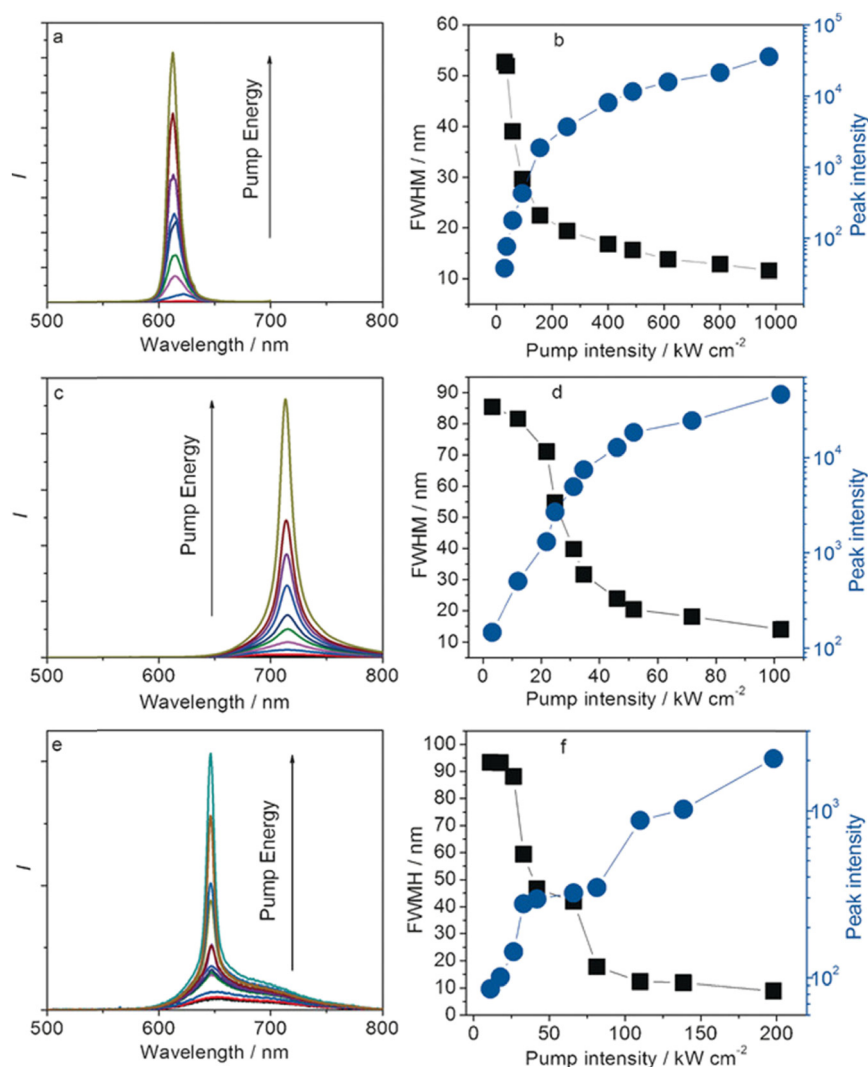 a
I
Pump Energy
500 600 700 800
Wavelength / nm
b
FWHM / nm
60
50
40
30
20
10
10^5
10^4
10^3
10^2
Peak intensity
0 200 400 600 800 1000
Pump intensity / kW cm^-2
c
I
Pump Energy
500 600 700 800
Wavelength / nm
d
FWHM / nm
90
80
70
60
50
40
30
20
10
10^4
10^3
10^2
Peak intensity
0 20 40 60 80 100
Pump intensity / kW cm^-2
e
I
Pump Energy
500 600 700 800
Wavelength / nm
f
FWMH / nm
100
90
80
70
60
50
40
30
20
10
0
10^3
10^2
Peak intensity
0 50 100 150 200
Pump intensity / kW cm^-2